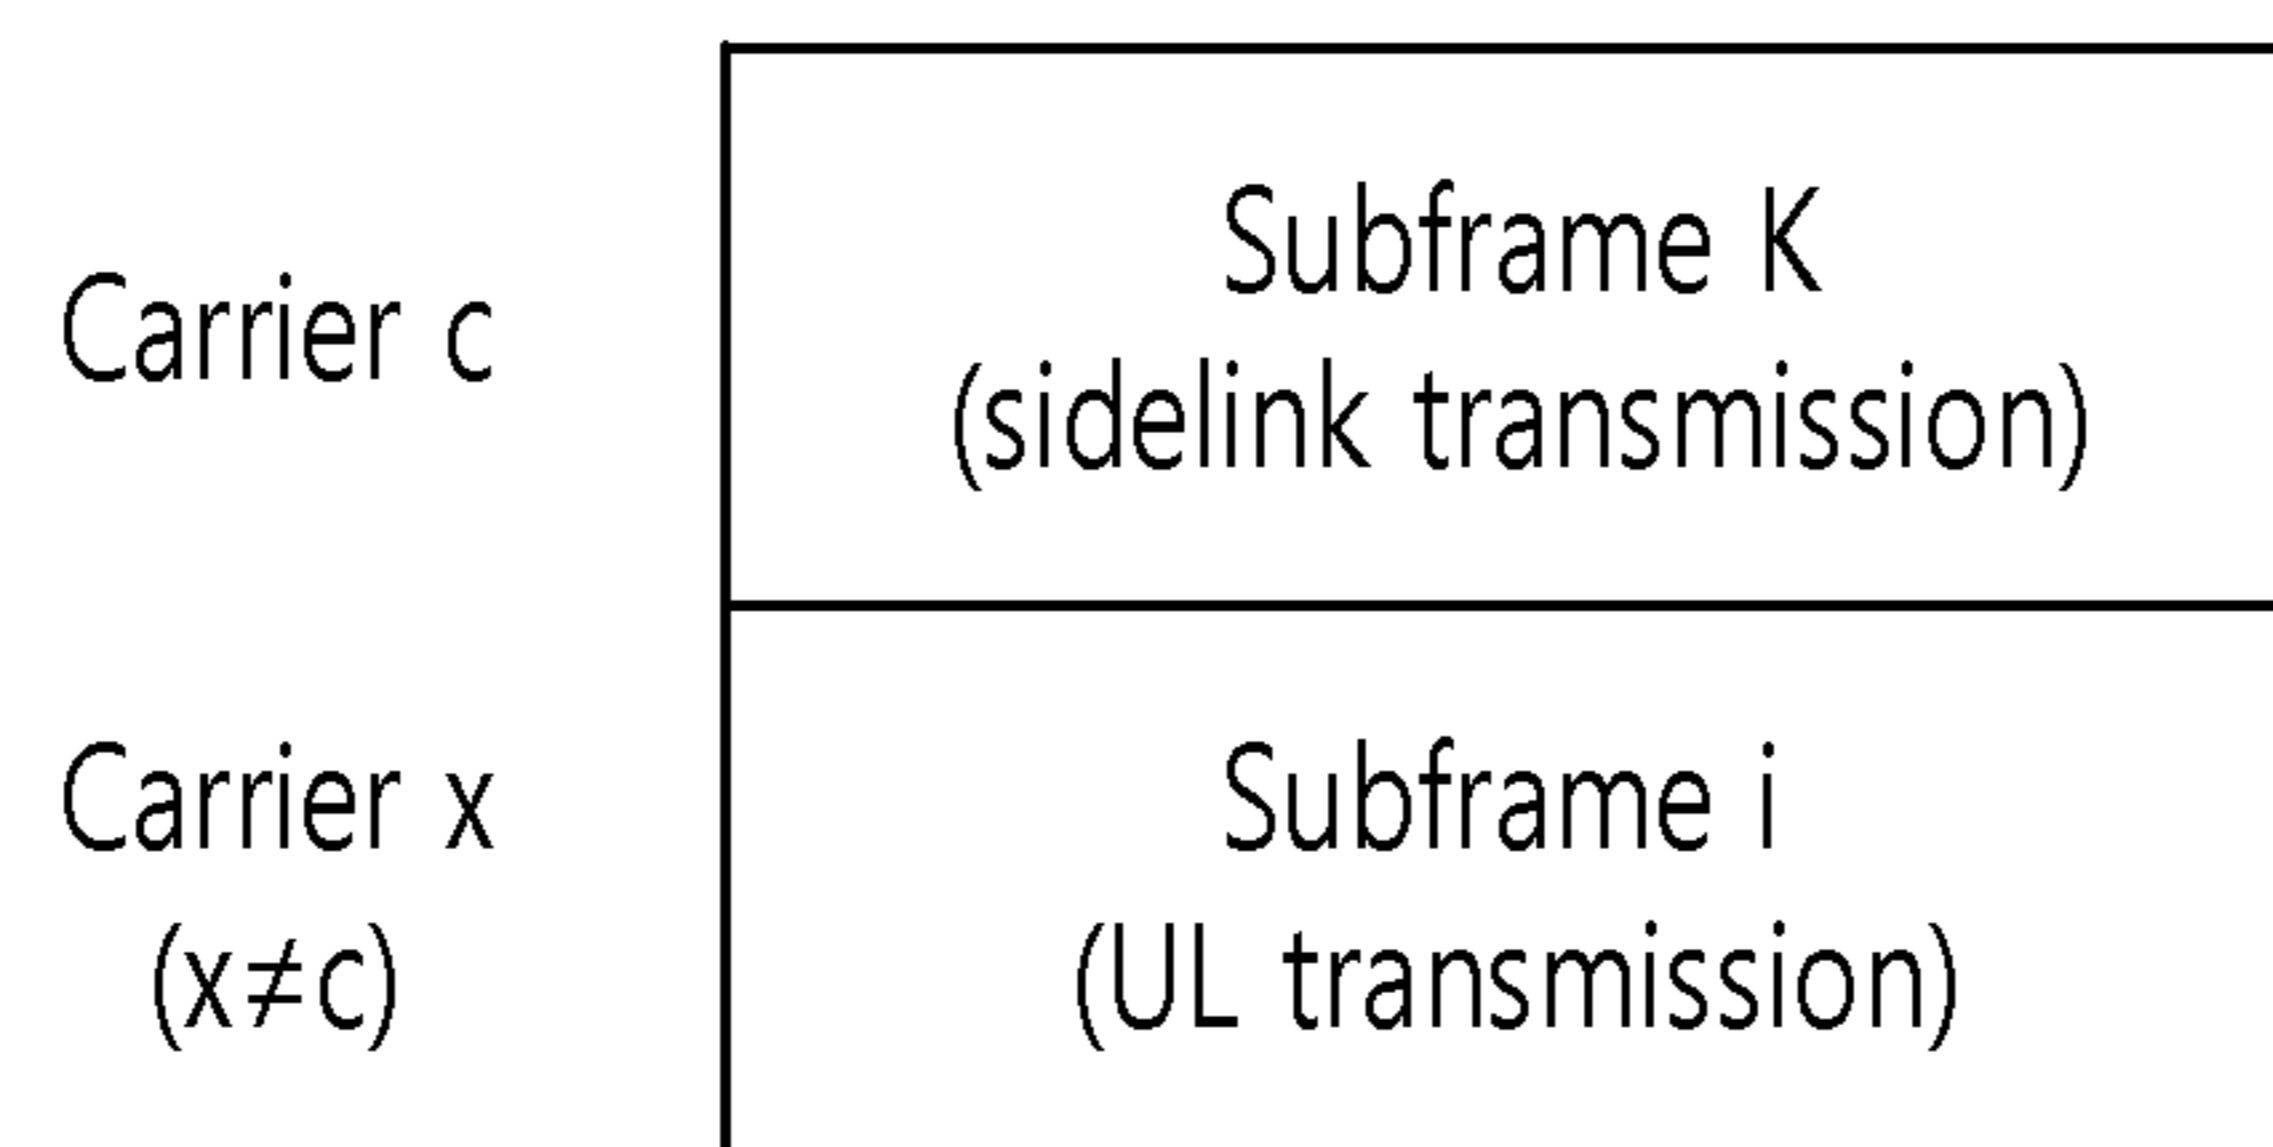 Carrier c
Subframe K
(sidelink transmission)
Carrier x
(x≠c)
Subframe i
(UL transmission)